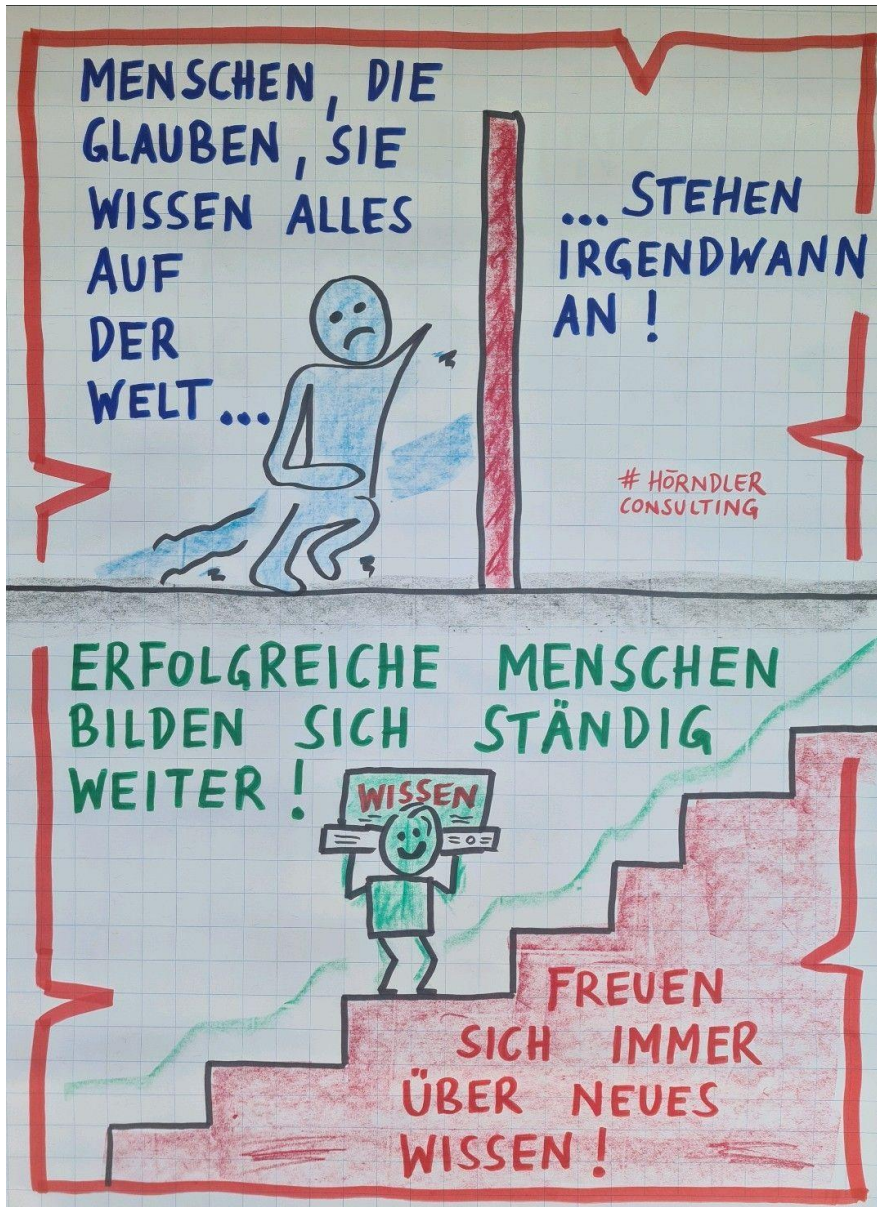 MENSCHEN, DIE
GLAUBEN, SIE
WISSEN ALLES
AUF
DER
WELT...
...STEHEN
IRGENDWANN
AN!
# HÖRNDLER
CONSULTING
ERFOLGREICHE MENSCHEN
BILDEN SICH STÄNDIG
WEITER!
WISSEN
FREUEN
SICH IMMER
ÜBER NEUES
WISSEN!